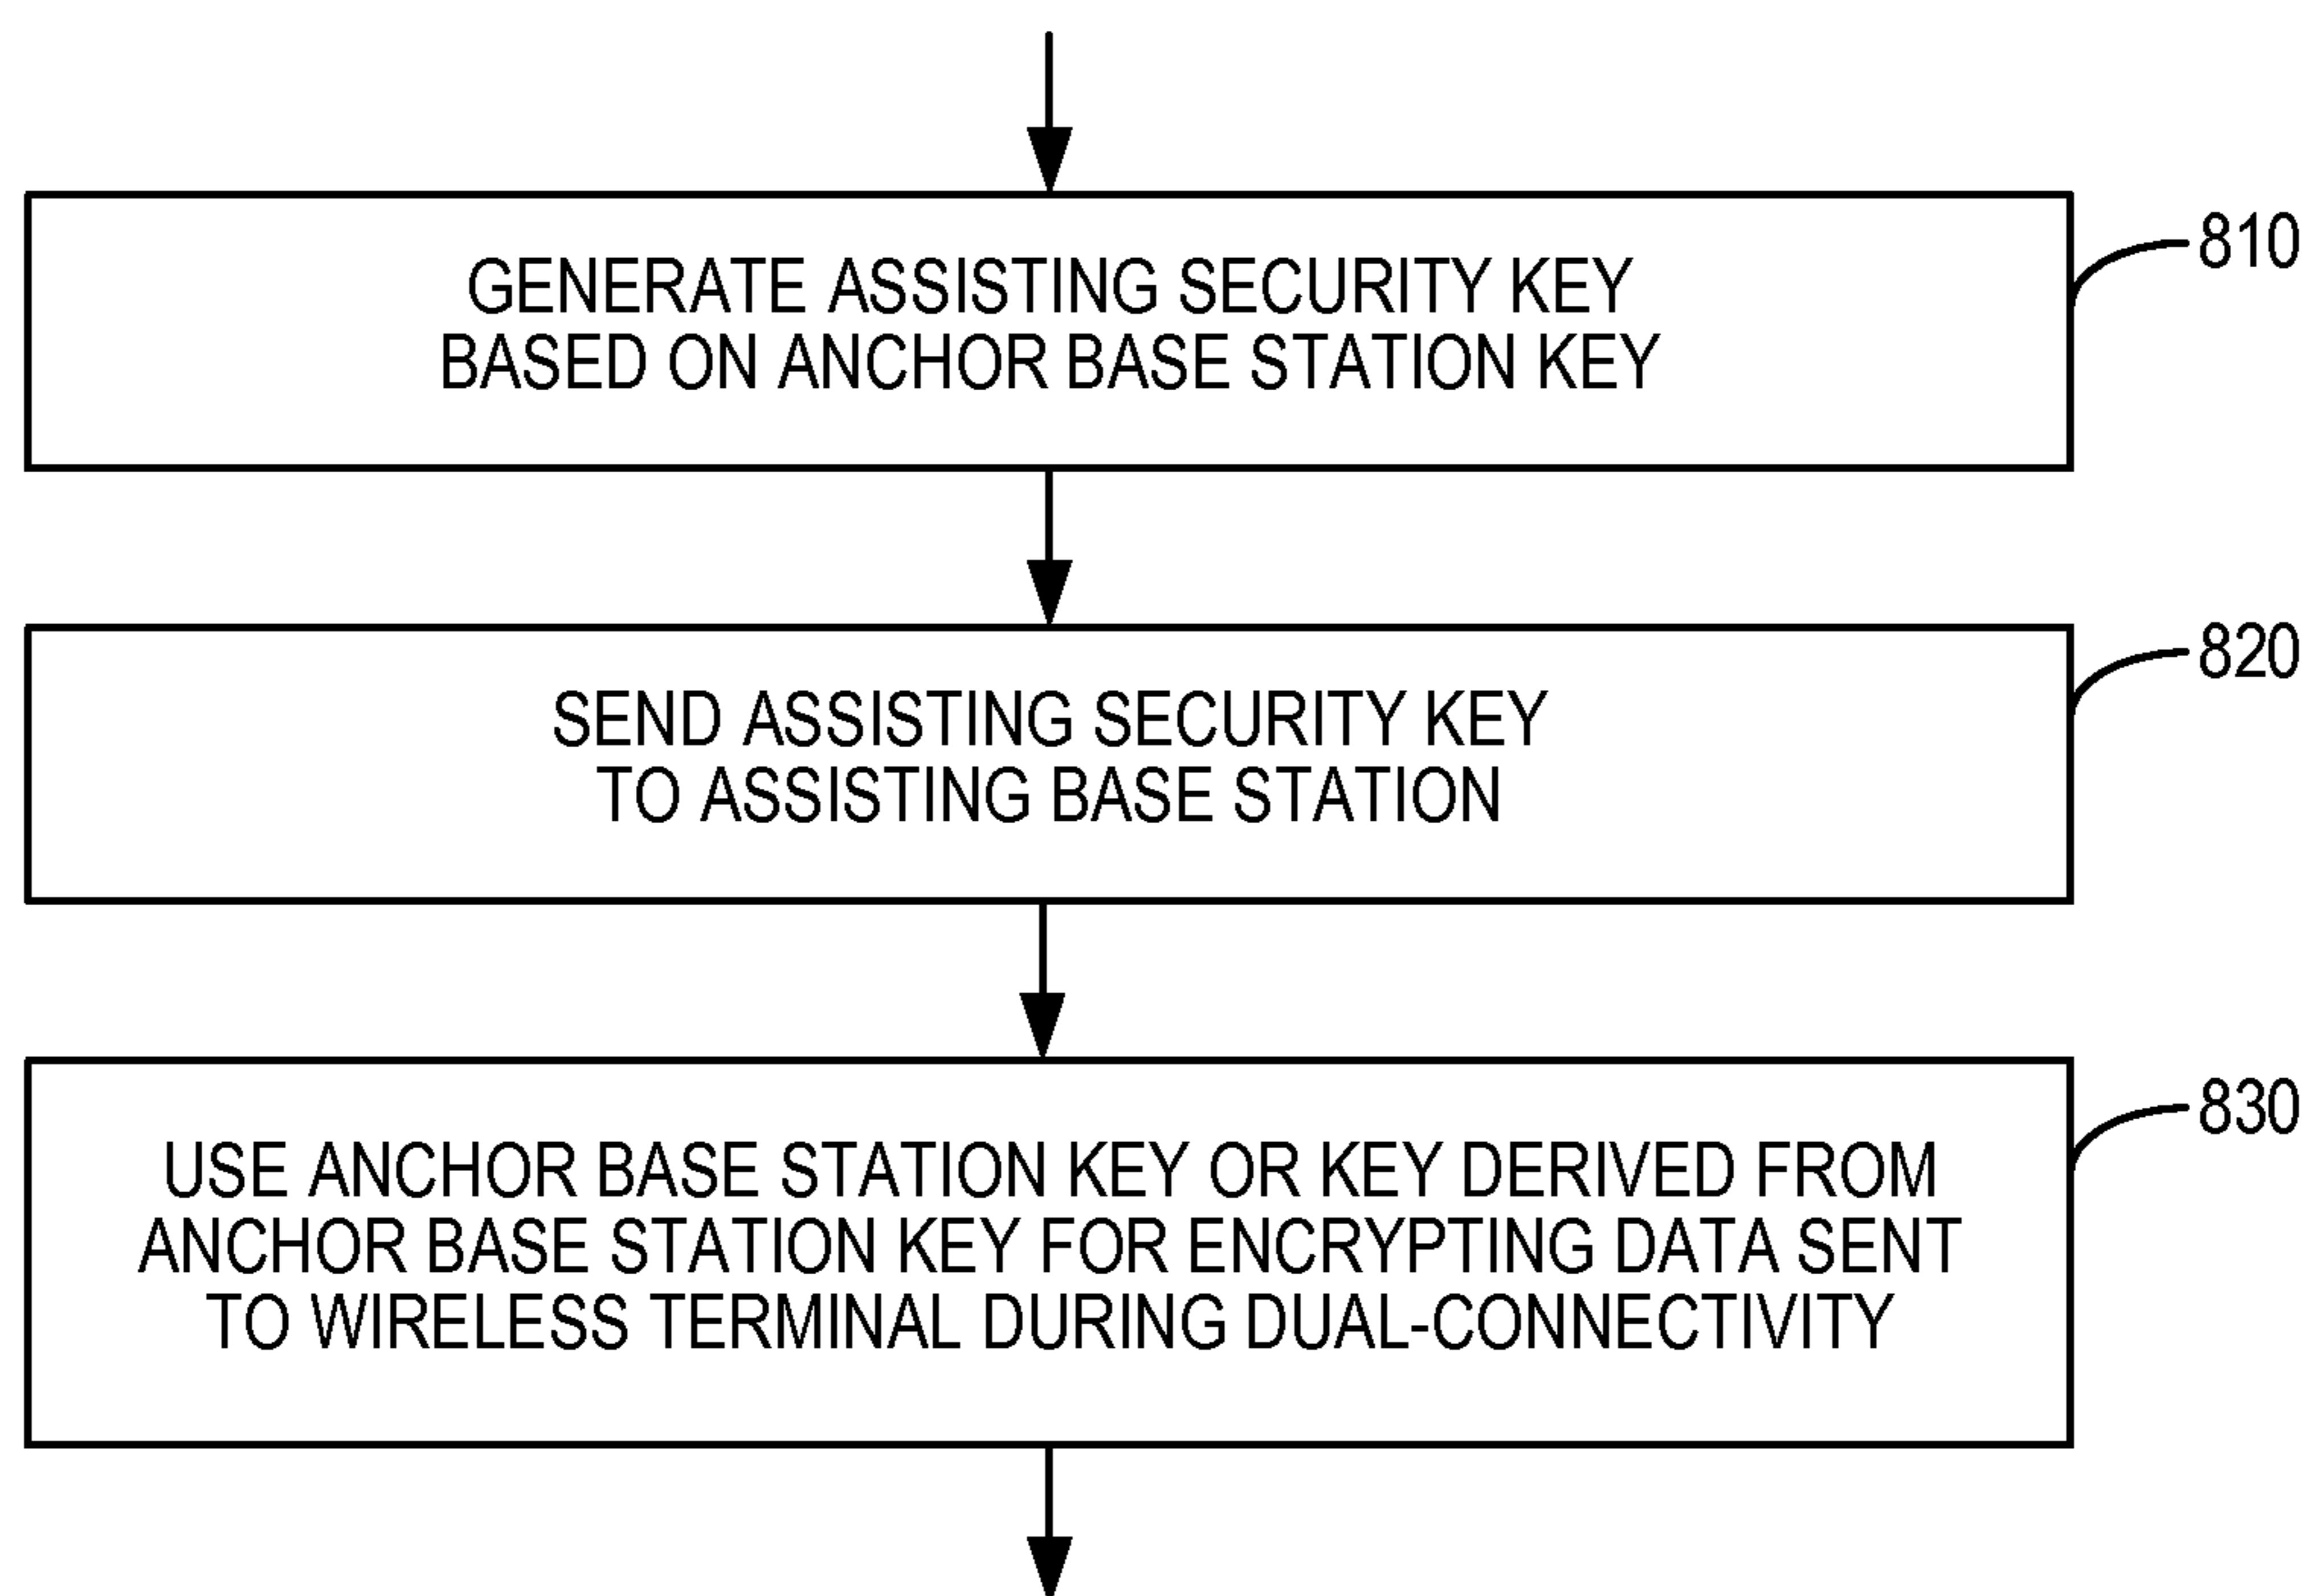 810
GENERATE ASSISTING SECURITY KEY
BASED ON ANCHOR BASE STATION KEY
820
SEND ASSISTING SECURITY KEY
TO ASSISTING BASE STATION
830
USE ANCHOR BASE STATION KEY OR KEY DERIVED FROM
ANCHOR BASE STATION KEY FOR ENCRYPTING DATA SENT
TO WIRELESS TERMINAL DURING DUAL-CONNECTIVITY